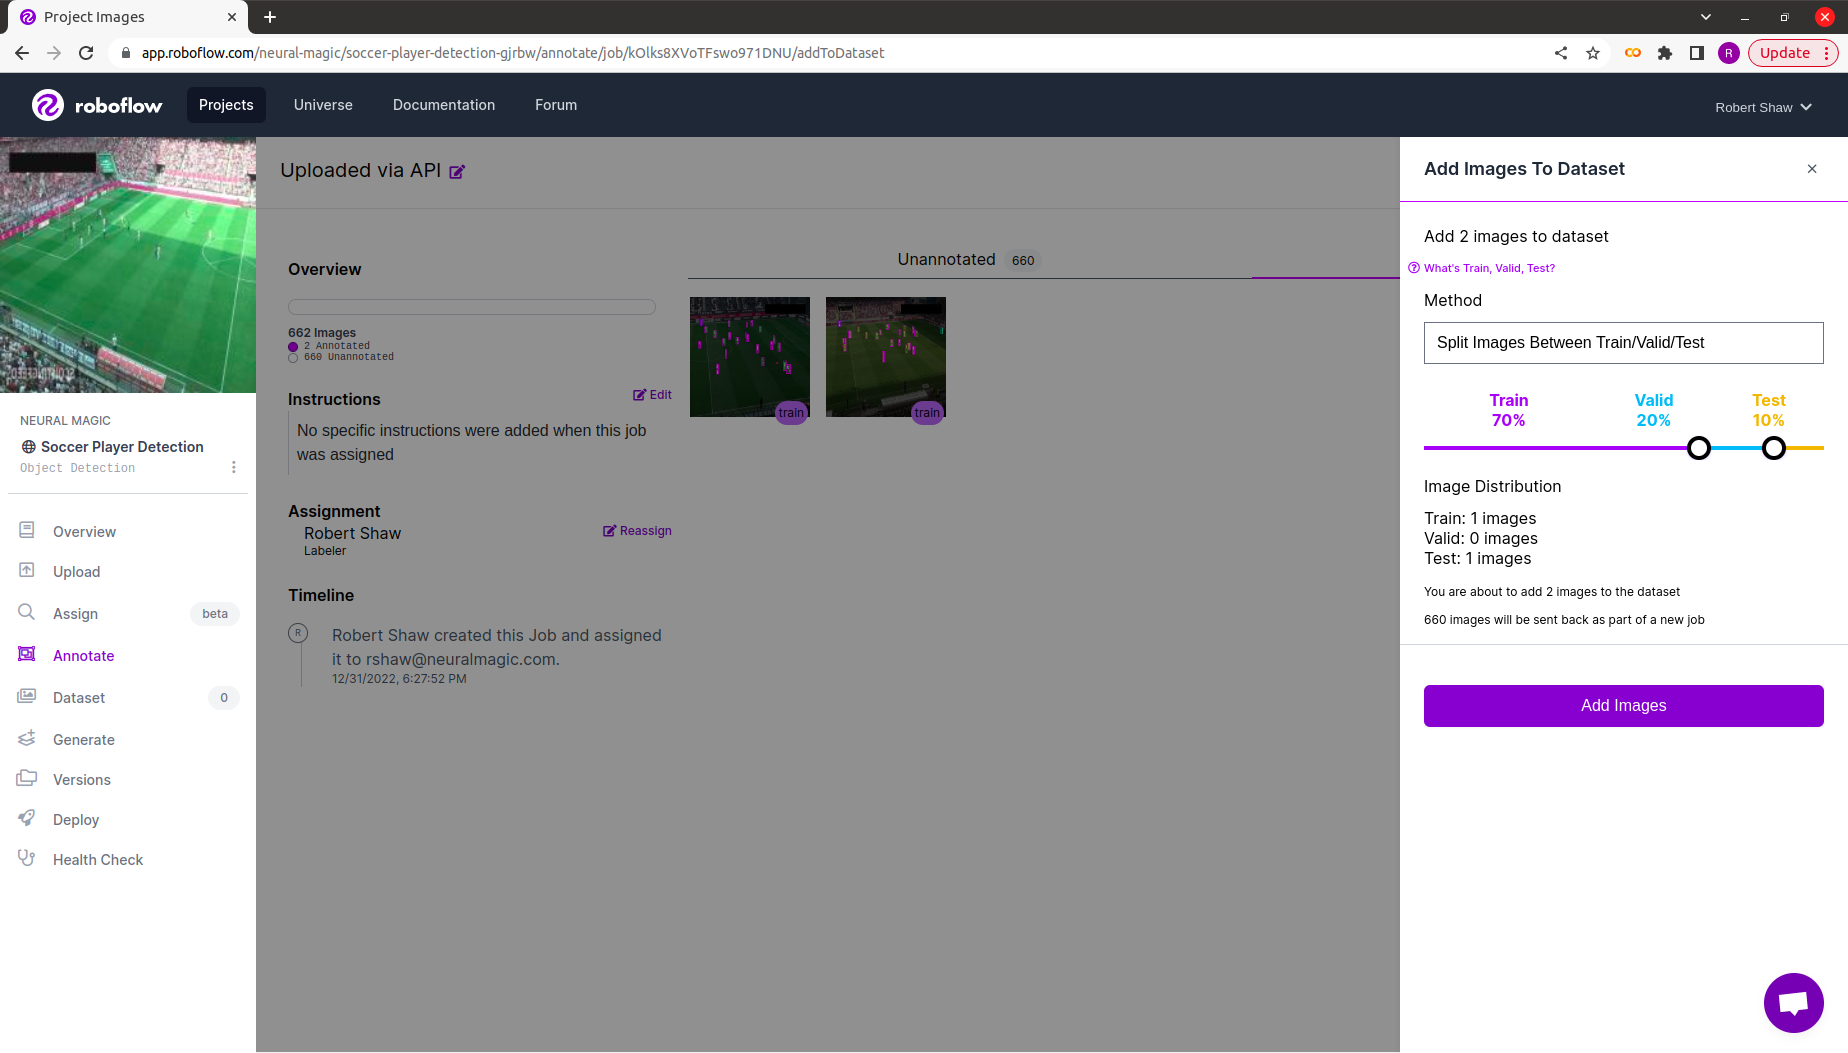 Project Images
app.roboflow.com/neural-magic/soccer-player-detection-gjrbw/annotate/job/kOlks8XVoTFswo971DNU/addToDataset
R
Update
roboflow
Projects
Universe
Documentation
Forum
Robert Shaw
NEURAL MAGIC
Soccer Player Detection
Object Detection
Overview
Upload
Assign
beta
Annotate
Dataset
0
Generate
Versions
Deploy
Health Check
Uploaded via API
Overview
662 Images
2 Annotated
660 Unannotated
Instructions
Edit
No specific instructions were added when this job
was assigned
Assignment
Robert Shaw
Labeler
Reassign
Timeline
R
Robert Shaw created this Job and assigned
it to rshaw@neuralmagic.com.
12/31/2022, 6:27:52 PM
Unannotated 660
train
train
Add Images To Dataset
Add 2 images to dataset
What's Train, Valid, Test?
Method
Split Images Between Train/Valid/Test
Train Valid Test
70% 20% 10%
Image Distribution
Train: 1 images
Valid: 0 images
Test: 1 images
You are about to add 2 images to the dataset
660 images will be sent back as part of a new job
Add Images